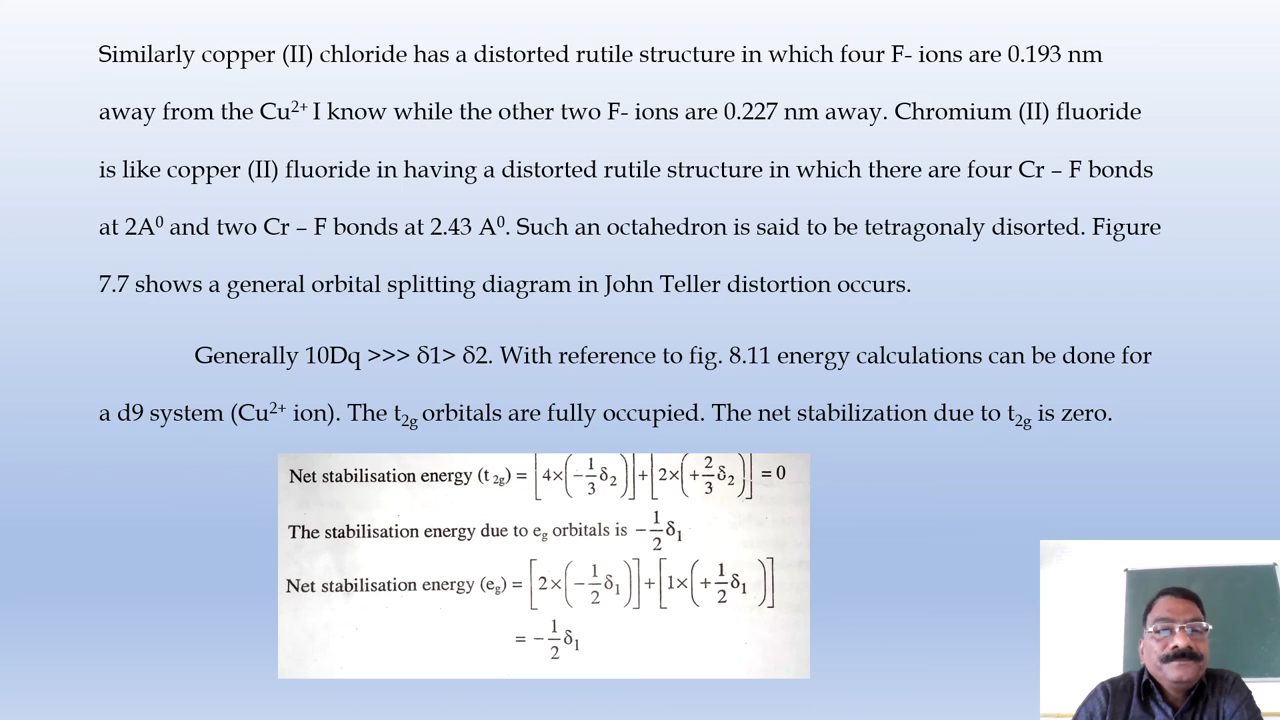 Similarly copper (II) chloride has a distorted rutile structure in which four F- ions are 0.193 nm
away from the Cu²⁺ I know while the other two F- ions are 0.227 nm away. Chromium (II) fluoride
is like copper (II) fluoride in having a distorted rutile structure in which there are four Cr – F bonds
at 2A⁰ and two Cr – F bonds at 2.43 A⁰. Such an octahedron is said to be tetragonaly disorted. Figure
7.7 shows a general orbital splitting diagram in John Teller distortion occurs.
Generally 10Dq >>> δ1> δ2. With reference to fig. 8.11 energy calculations can be done for
a d9 system (Cu²⁺ ion). The t₂g orbitals are fully occupied. The net stabilization due to t₂g is zero.
Net stabilisation energy (t₂g) = [4×(−1/3 δ₂)]+[2×(+2/3 δ₂)] = 0
The stabilisation energy due to eg orbitals is −1/2 δ₁
Net stabilisation energy (eg) = [2×(−1/2 δ₁)]+[1×(+1/2 δ₁)]
= −1/2 δ₁